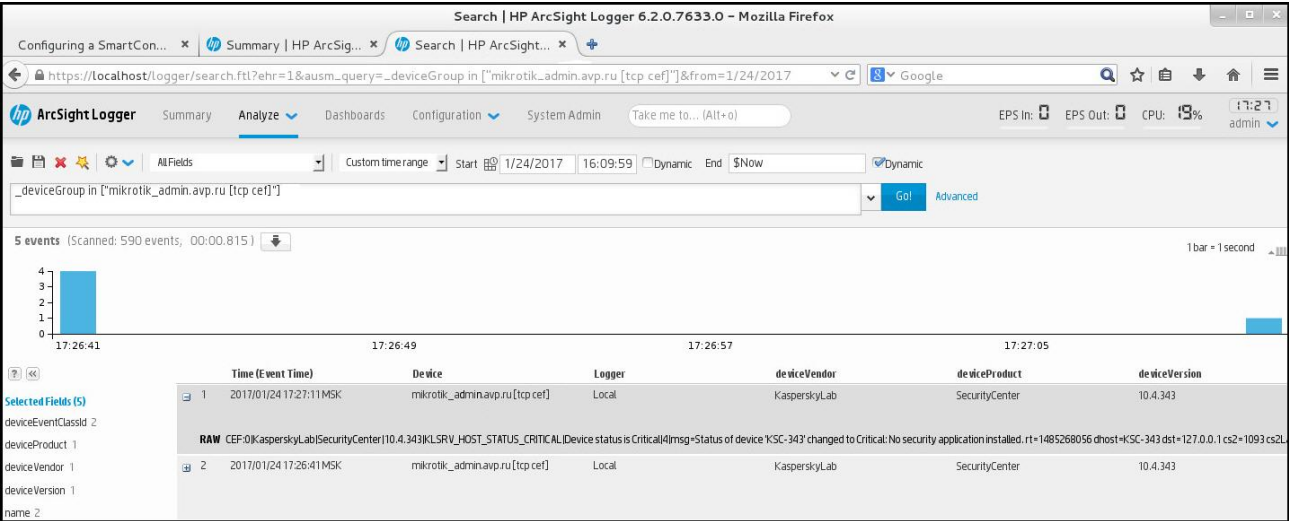 Search | HP ArcSight Logger 6.2.0.7633.0 – Mozilla Firefox
Configuring a SmartCon... × Summary | HP ArcSig... × Search | HP ArcSight... ×
https://localhost/logger/search.ftl?ehr=1&ausm_query=_deviceGroup in ["mikrotik_admin.avp.ru [tcp cef]"]&from=1/24/2017 Google
hp ArcSight Logger Summary Analyze Dashboards Configuration System Admin Take me to... (Alt+o) EPS In: 0 EPS Out: 0 CPU: 19% 17:27
admin
All Fields Custom time range Start 1/24/2017 16:09:59 Dynamic End $Now Dynamic
_deviceGroup in ["mikrotik_admin.avp.ru [tcp cef]"] Go! Advanced
5 events (Scanned: 590 events, 00:00.815)
1 bar = 1 second
4
3
2
1
0
17:26:41 17:26:49 17:26:57 17:27:05
? « Time (Event Time) Device Logger deviceVendor deviceProduct deviceVersion
Selected Fields (5) 1 2017/01/24 17:27:11 MSK mikrotik_admin.avp.ru [tcp cef] Local KasperskyLab SecurityCenter 10.4.343
deviceEventClassId 2
deviceProduct 1 RAW CEF:0|KasperskyLab|SecurityCenter|10.4.343|KLSRV_HOST_STATUS_CRITICAL|Device status is Critical|4|msg=Status of device 'KSC-343' changed to Critical: No security application installed. rt=1485268056 dhost=KSC-343 dst=127.0.0.1 cs2=1093 cs2L
deviceVendor 1 2 2017/01/24 17:26:41 MSK mikrotik_admin.avp.ru [tcp cef] Local KasperskyLab SecurityCenter 10.4.343
deviceVersion 1
name 2